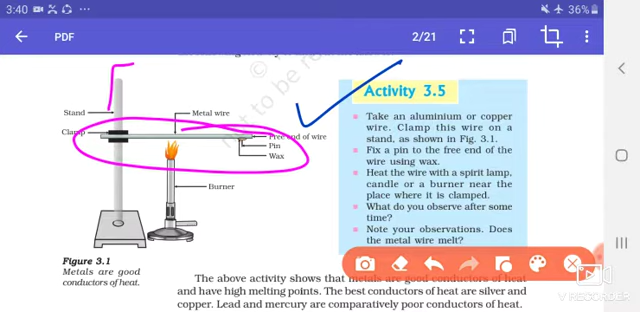 3:40
36%
PDF
2/21
Stand
Metal wire
Clamp
Free end of wire
Pin
Wax
Burner
Figure 3.1
Metals are good
conductors of heat.
Activity 3.5
Take an aluminium or copper
wire. Clamp this wire on a
stand, as shown in Fig. 3.1.
Fix a pin to the free end of the
wire using wax.
Heat the wire with a spirit lamp,
candle or a burner near the
place where it is clamped.
What do you observe after some
time?
Note your observations. Does
the metal wire melt?
The above activity shows that metals are good conductors of heat
and have high melting points. The best conductors of heat are silver and
copper. Lead and mercury are comparatively poor conductors of heat.
RECORDER